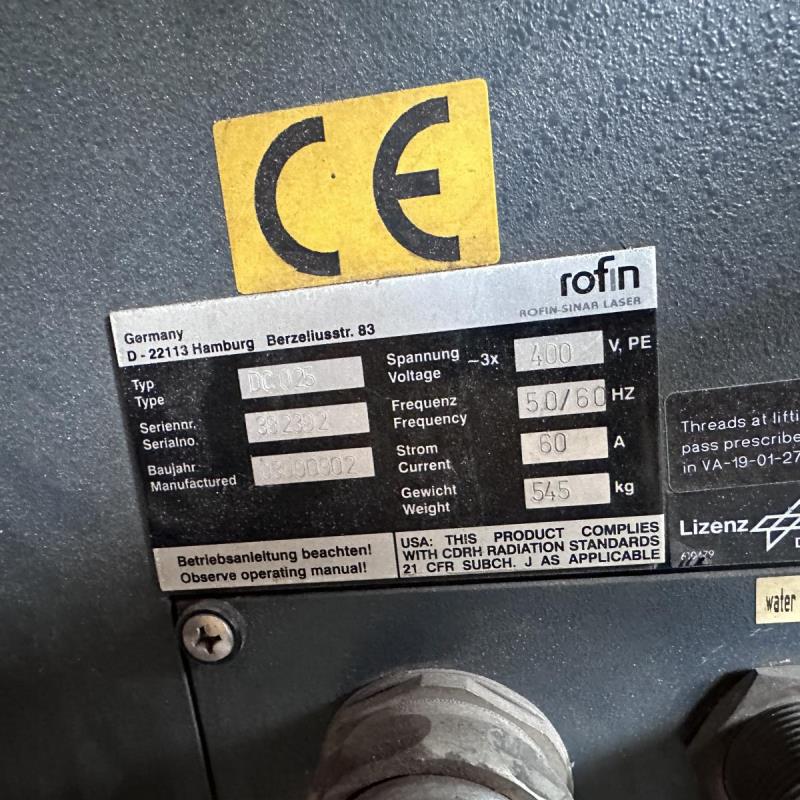 CE
rofin
ROFIN-SINAR LASER
Germany
D - 22113 Hamburg Berzeliusstr. 83
Typ
Type
DC 025
Seriennr.
Serialno.
Baujahr
Manufactured
Spannung
Voltage
~3x
400
V, PE
Frequenz
Frequency
50/60
HZ
Strom
Current
60
A
Gewicht
Weight
545
kg
Betriebsanleitung beachten!
Observe operating manual!
USA: THIS PRODUCT COMPLIES
WITH CDRH RADIATION STANDARDS
21 CFR SUBCH. J AS APPLICABLE
Threads at lifti
pass prescribe
in VA-19-01-27
Lizenz
water